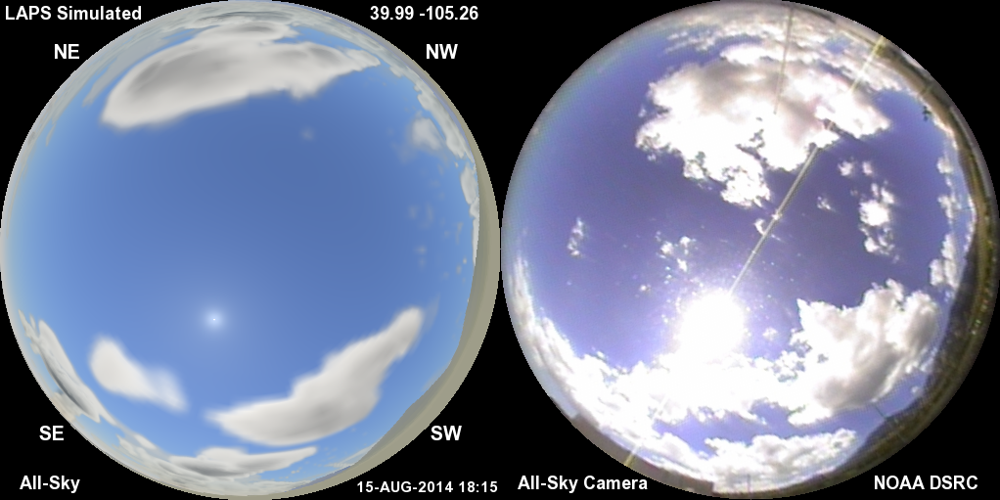 LAPS Simulated 39.99 -105.26
NE NW
SE SW
All-Sky 15-AUG-2014 18:15 All-Sky Camera NOAA DSRC